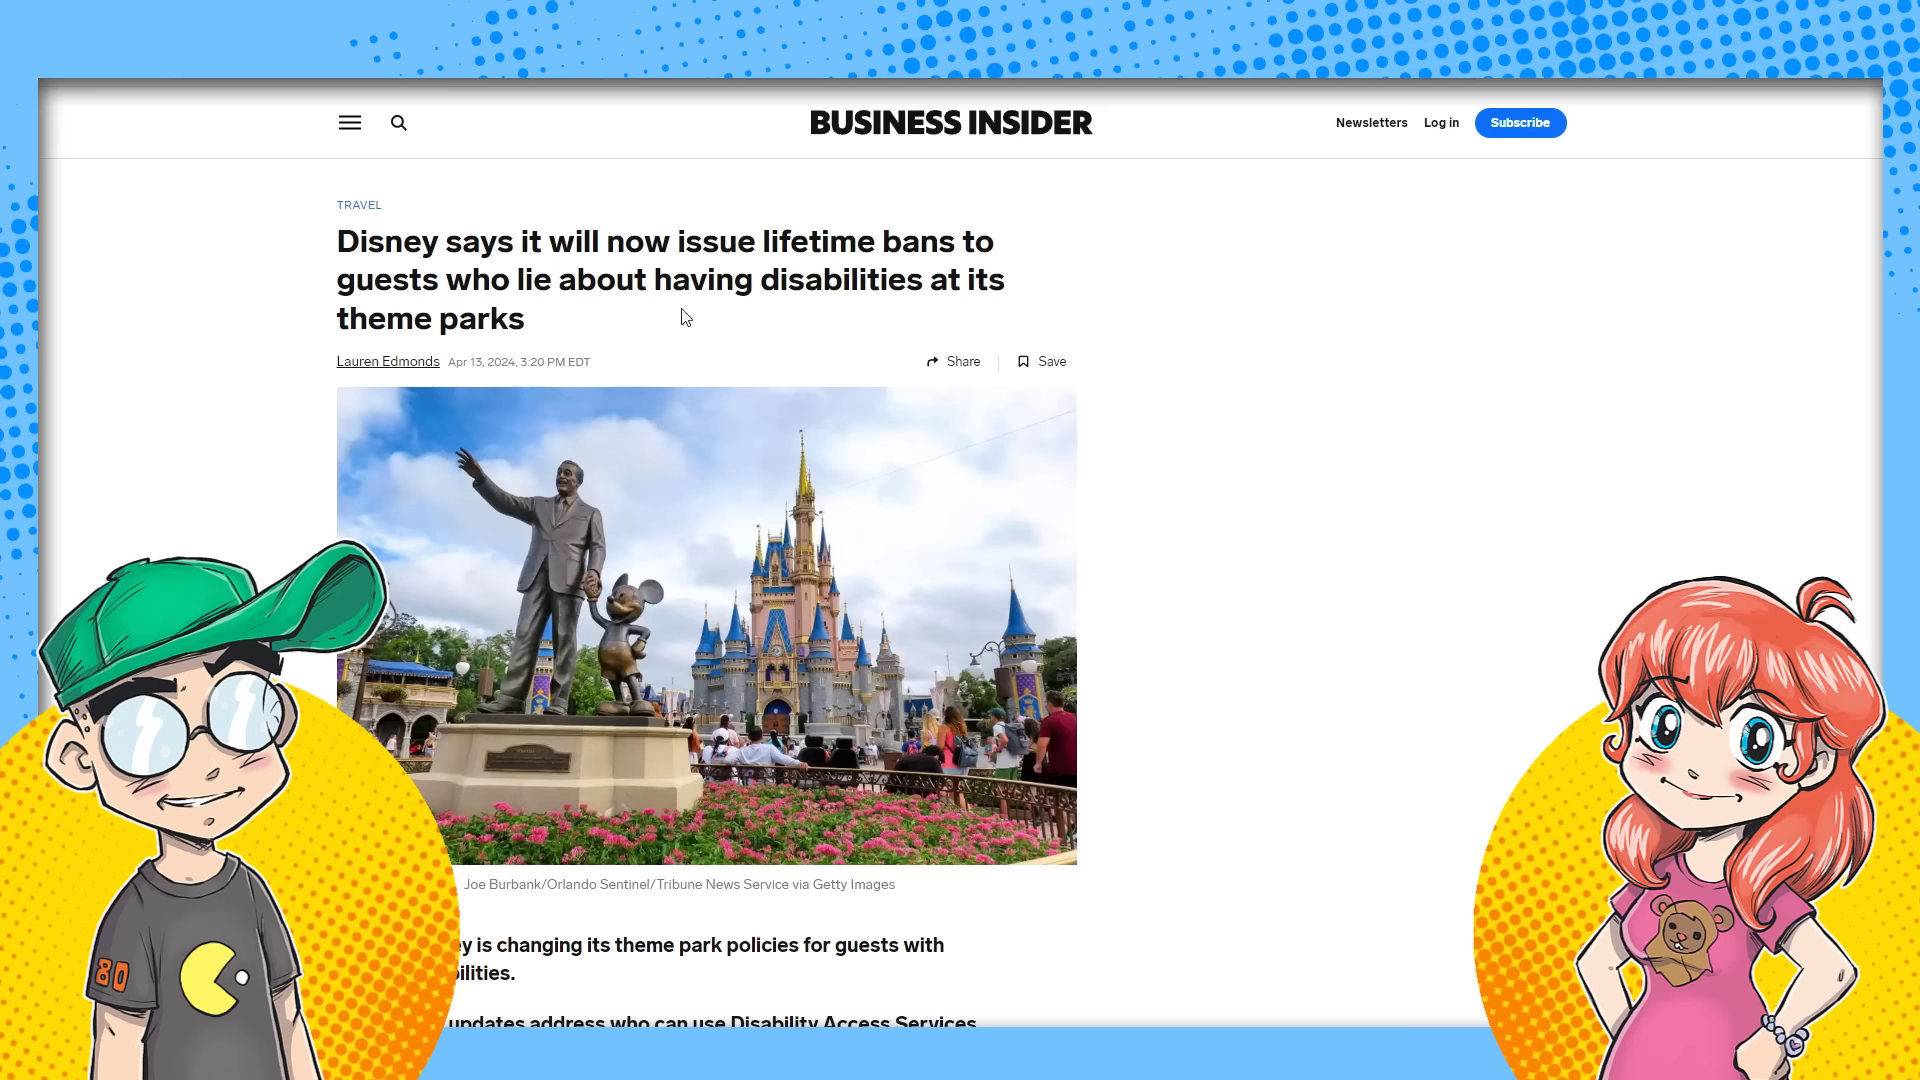 BUSINESS INSIDER
Newsletters
Log in
Subscribe
TRAVEL
Disney says it will now issue lifetime bans to
guests who lie about having disabilities at its
theme parks
Lauren Edmonds Apr 13, 2024, 3:20 PM EDT
Share
Save
Joe Burbank/Orlando Sentinel/Tribune News Service via Getty Images
is changing its theme park policies for guests with
updates address who can use Disability Access Services
80